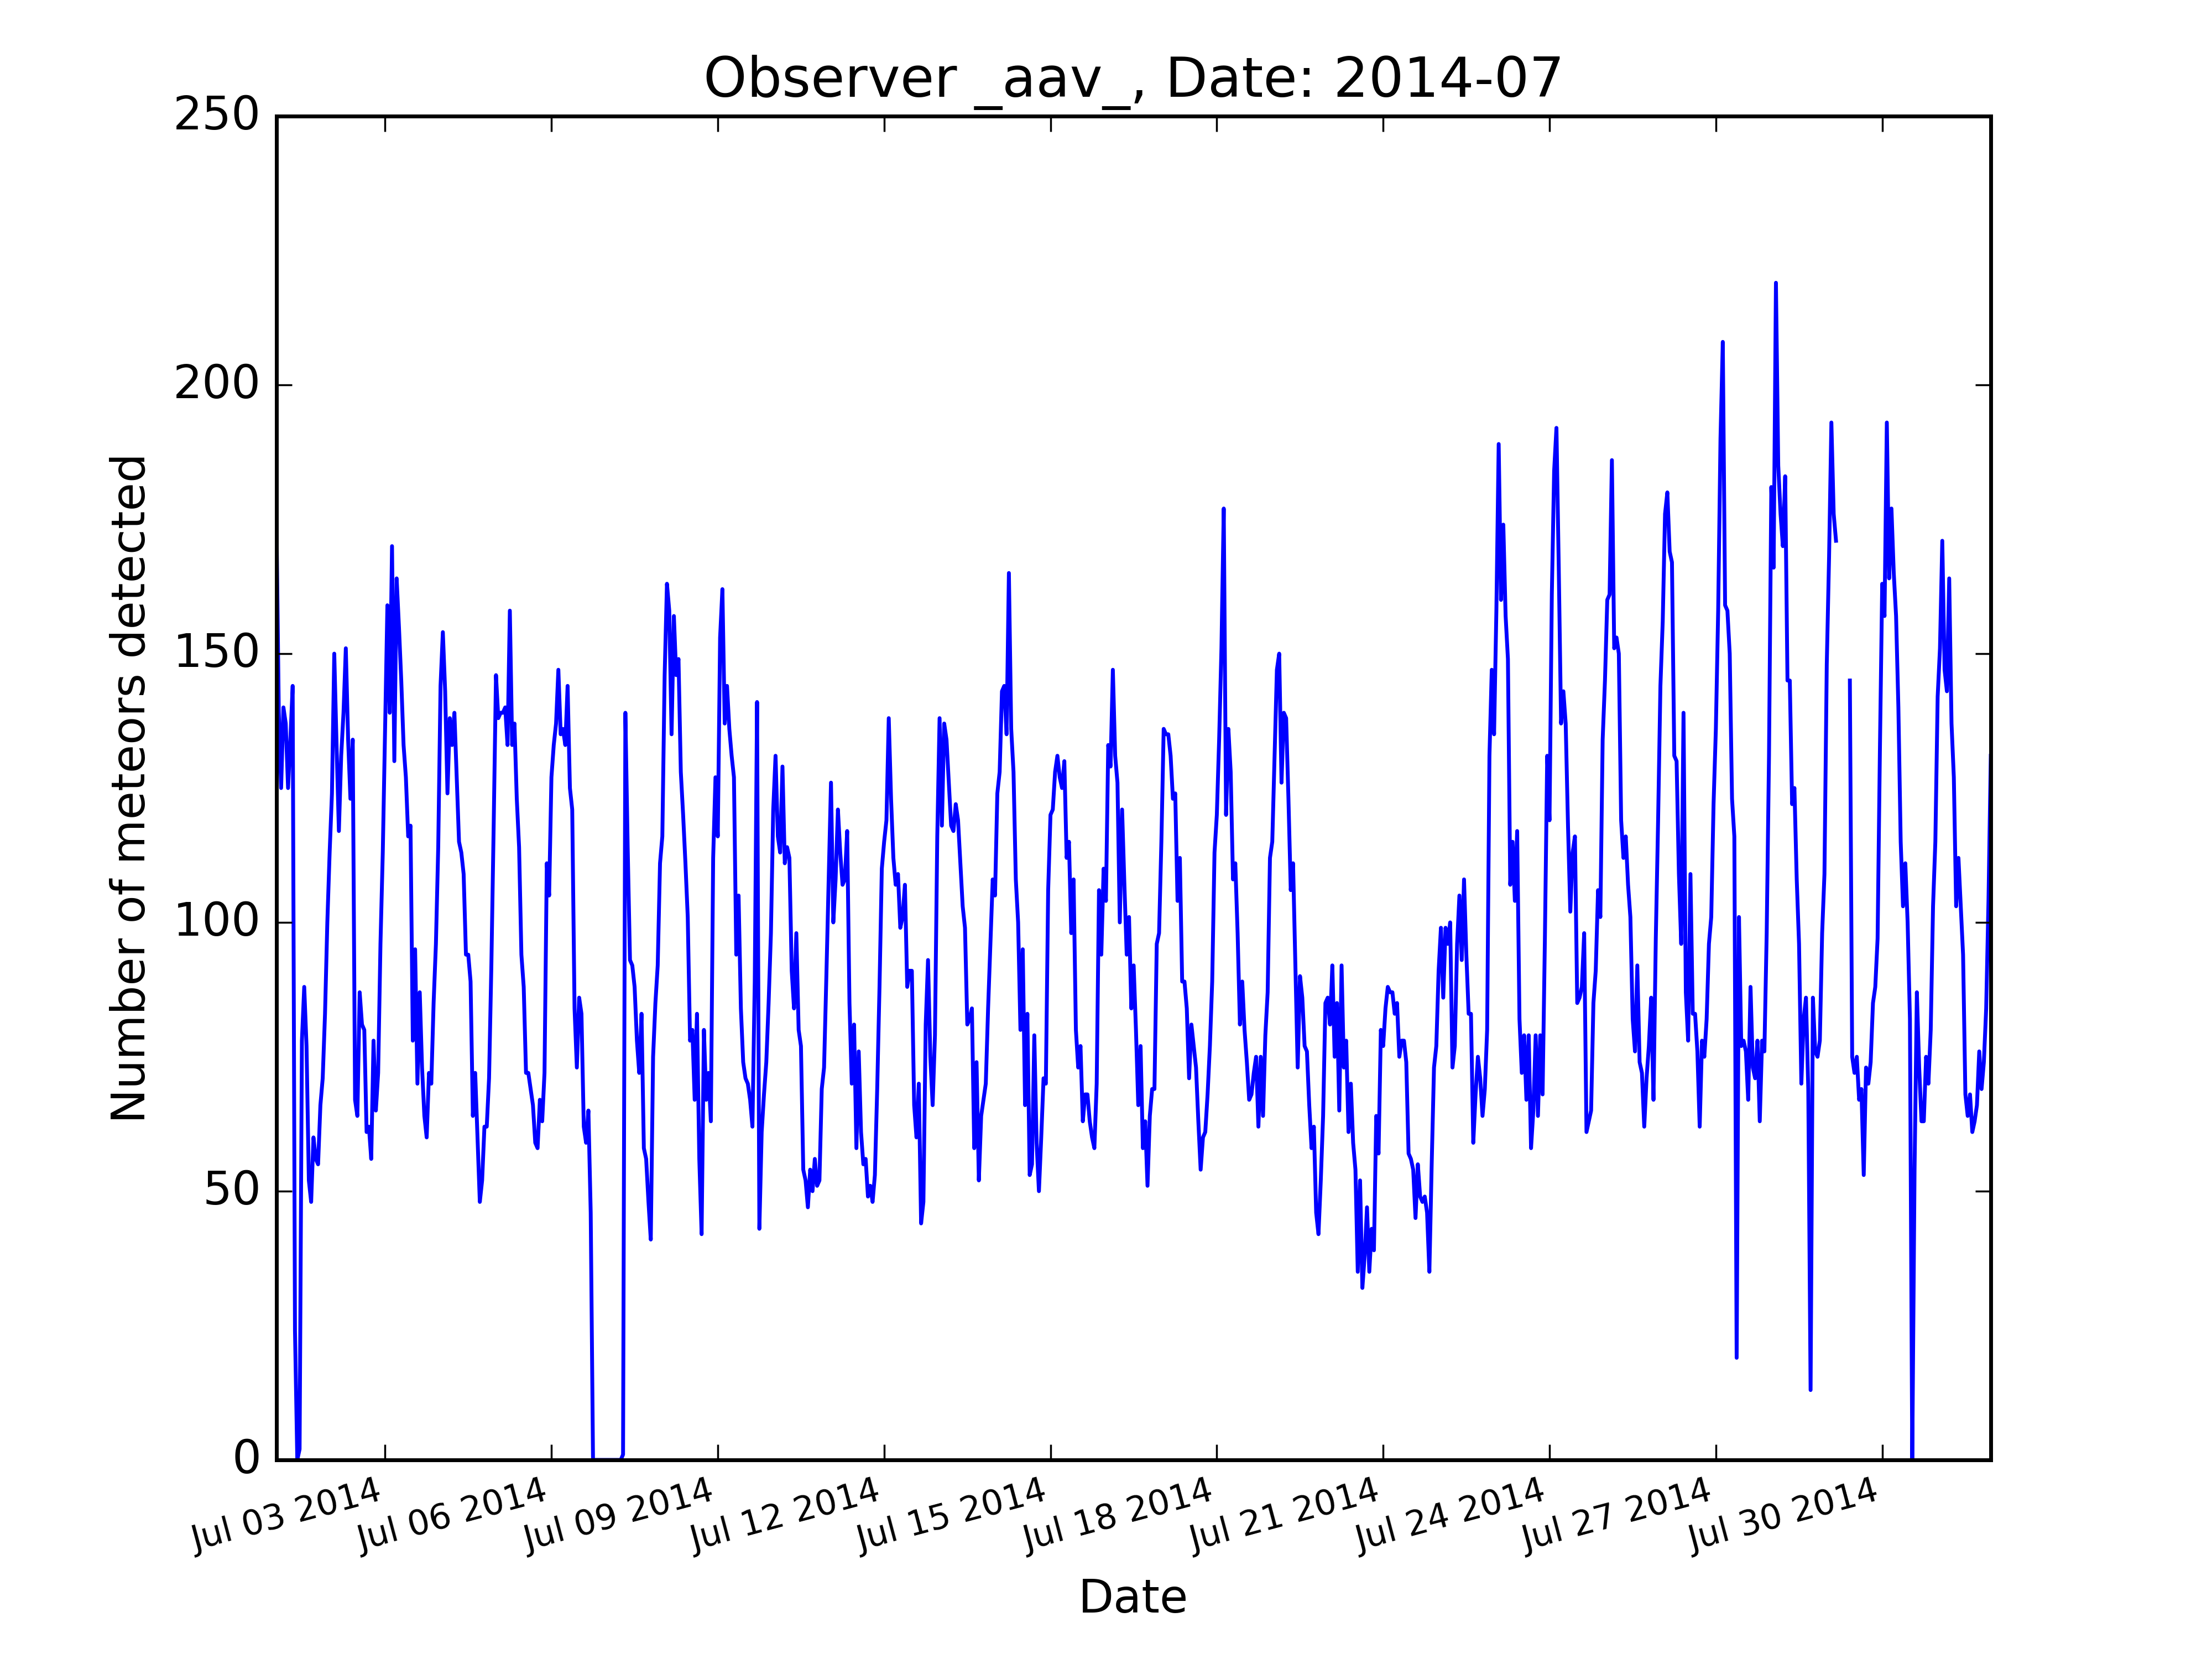 Observer _aav_, Date: 2014-07
250
200
150
100
50
0
Number of meteors detected
Jul 03 2014
Jul 06 2014
Jul 09 2014
Jul 12 2014
Jul 15 2014
Jul 18 2014
Jul 21 2014
Jul 24 2014
Jul 27 2014
Jul 30 2014
Date